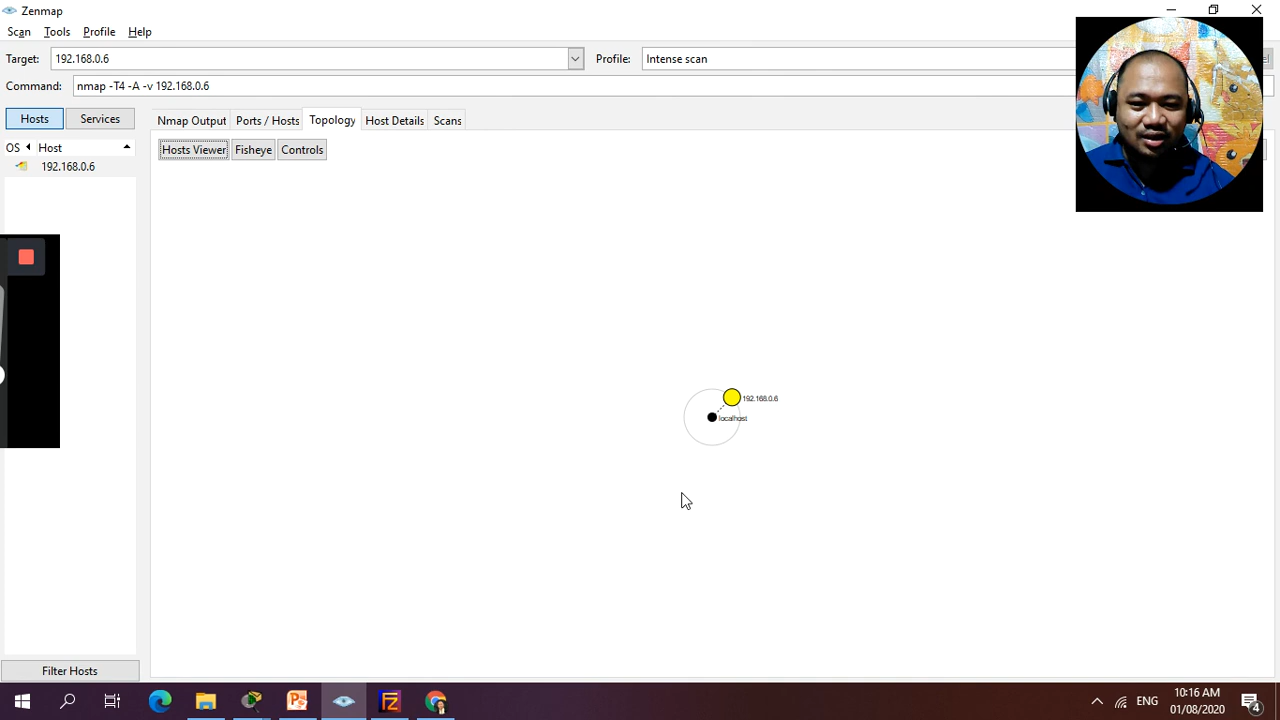 Zenmap
Scan Tools Profile Help
Target: 192.168.0.6 Profile: Intense scan
Command: nmap -T4 -A -v 192.168.0.6
Hosts Services Nmap Output Ports / Hosts Topology Host Details Scans
OS Host Hosts Viewer Fisheye Controls
192.168.0.6
192.168.0.6
localhost
Filter Hosts
ENG 10:16 AM
01/08/2020 4